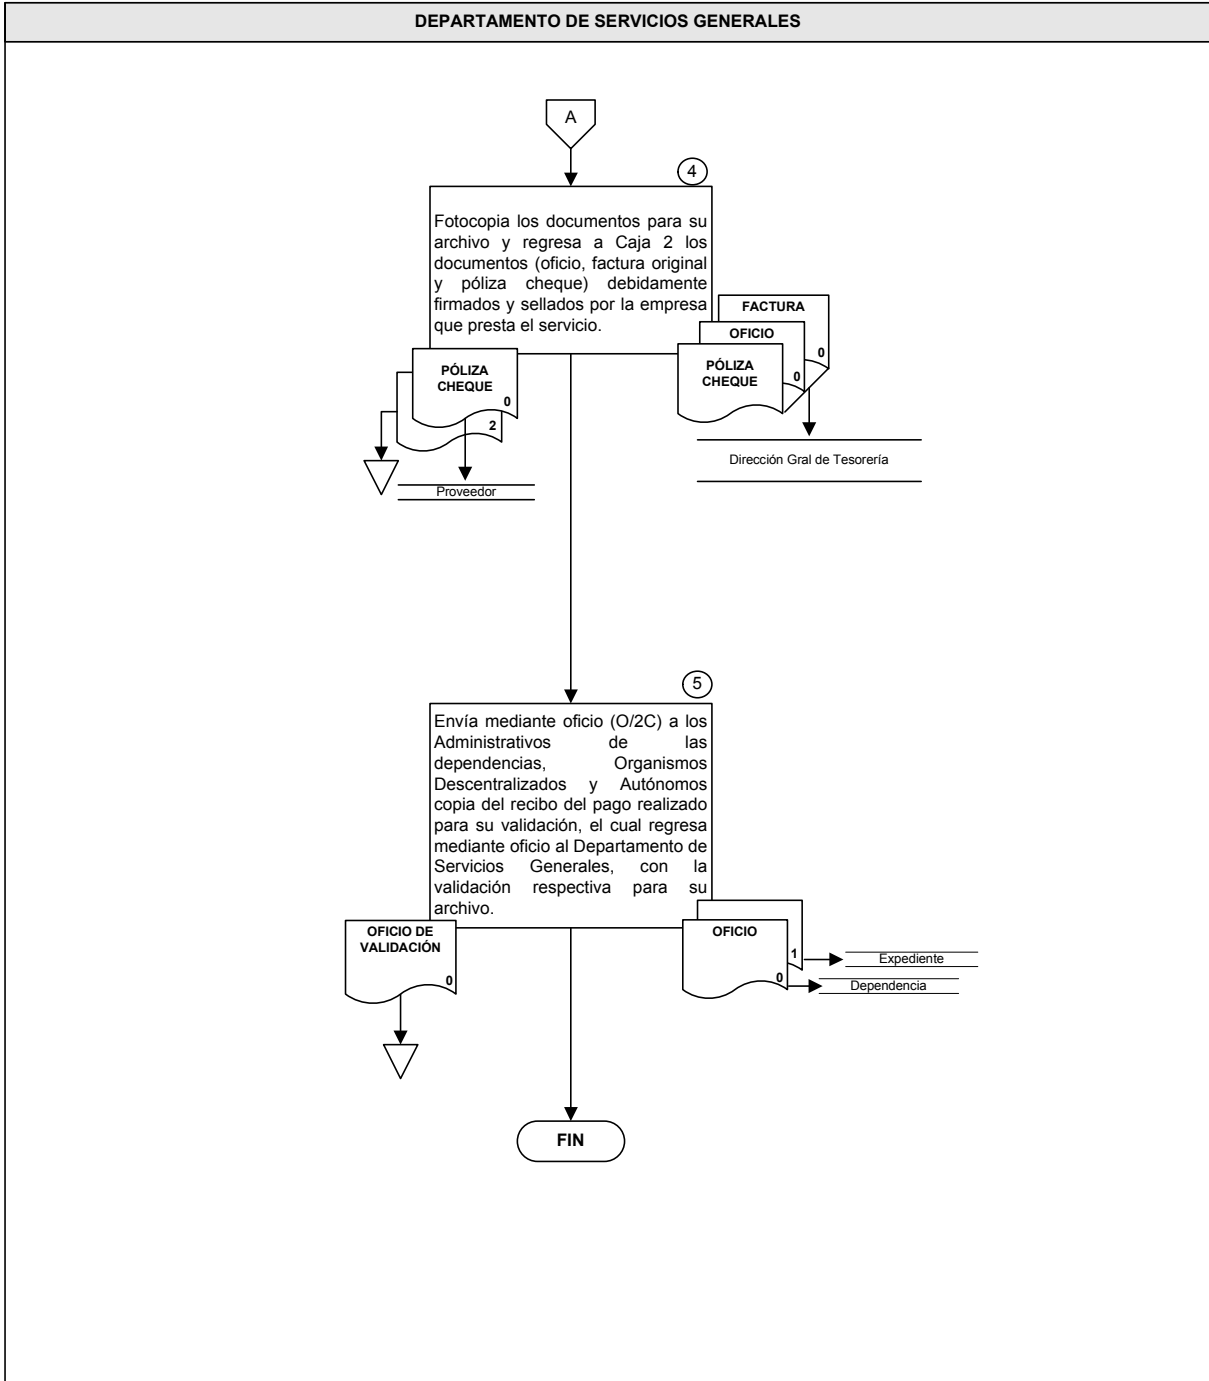 DEPARTAMENTO DE SERVICIOS GENERALES
A
4
Fotocopia los documentos para su
archivo y regresa a Caja 2 los
documentos (oficio, factura original
y póliza cheque) debidamente
firmados y sellados por la empresa
que presta el servicio.
FACTURA
0
OFICIO
0
PÓLIZA
CHEQUE
PÓLIZA
CHEQUE
0
2
Dirección Gral de Tesorería
Proveedor
5
Envía mediante oficio (O/2C) a los
Administrativos de las
dependencias, Organismos
Descentralizados y Autónomos
copia del recibo del pago realizado
para su validación, el cual regresa
mediante oficio al Departamento de
Servicios Generales, con la
validación respectiva para su
archivo.
OFICIO DE
VALIDACIÓN
0
OFICIO
1
0
Expediente
Dependencia
FIN